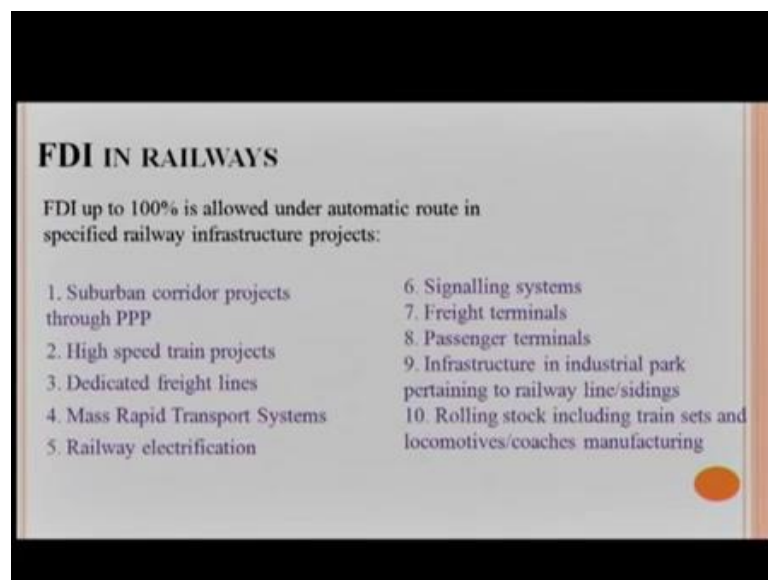 FDI IN RAILWAYS
FDI up to 100% is allowed under automatic route in
specified railway infrastructure projects:
1. Suburban corridor projects
through PPP
2. High speed train projects
3. Dedicated freight lines
4. Mass Rapid Transport Systems
5. Railway electrification
6. Signalling systems
7. Freight terminals
8. Passenger terminals
9. Infrastructure in industrial park
pertaining to railway line/sidings
10. Rolling stock including train sets and
locomotives/coaches manufacturing